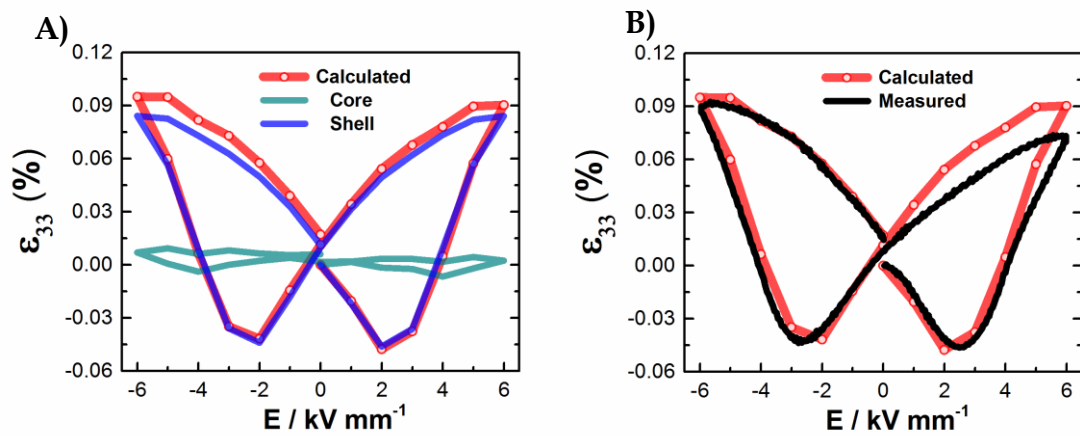 A)
0.12
0.09
0.06
0.03
0.00
-0.03
-0.06
ε33 (%)
Calculated
Core
Shell
-6 -4 -2 0 2 4 6
E / kV mm-1
B)
0.12
0.09
0.06
0.03
0.00
-0.03
-0.06
ε33 (%)
Calculated
Measured
-6 -4 -2 0 2 4 6
E / kV mm-1